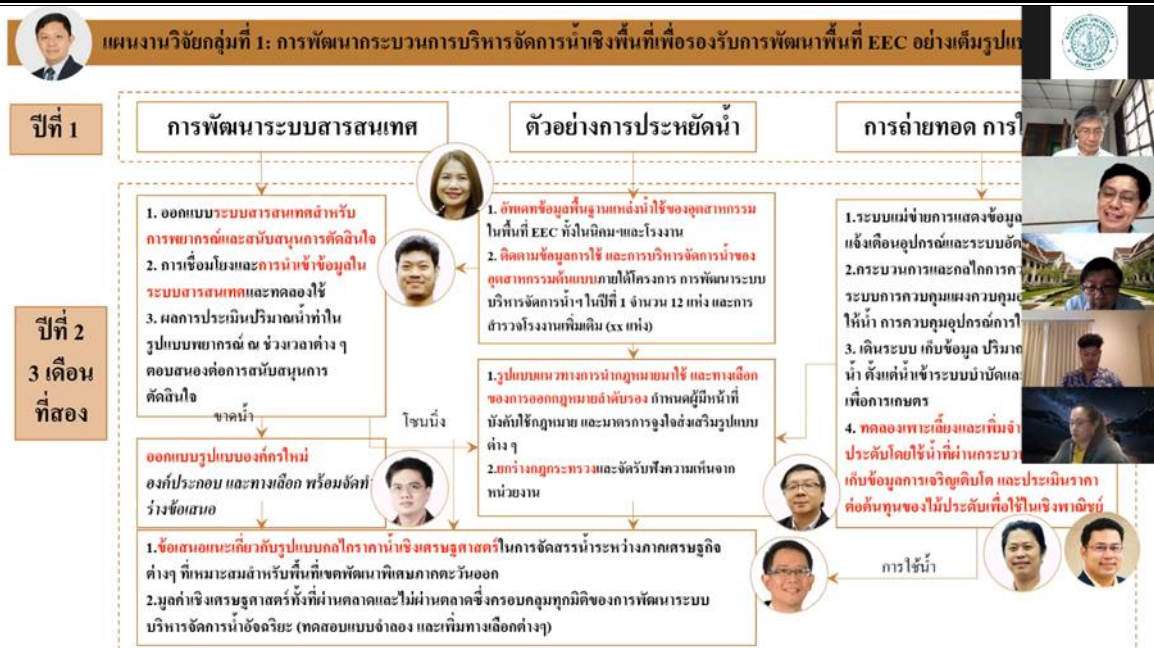 แผนงานวิจัยกลุ่มที่ 1: การพัฒนากระบวนการบริหารจัดการน้ำเชิงพื้นที่เพื่อรองรับการพัฒนาพื้นที่ EEC อย่างเต็มรูปแบ
ปีที่ 1
การพัฒนาระบบสารสนเทศ
ตัวอย่างการประหยัดน้ำ
การถ่ายทอด การใ
ปีที่ 2
3 เดือน
ที่สอง
1. ออกแบบระบบสารสนเทศสำหรับ
การพยากรณ์และสนับสนุนการตัดสินใจ
2. การเชื่อมโยงและการนำเข้าข้อมูลใน
ระบบสารสนเทศและทดลองใช้
3. ผลการประเมินปริมาณน้ำท่าใน
รูปแบบพยากรณ์ ณ ช่วงเวลาต่าง ๆ
ตอบสนองต่อการสนับสนุนการ
ตัดสินใจ
1. อัพเดทข้อมูลพื้นฐานแหล่งน้ำใช้ของอุตสาหกรรม
ในพื้นที่ EEC ทั้งในนิคมฯและโรงงาน
2. ติดตามข้อมูลการใช้ และการบริหารจัดการน้ำของ
อุตสาหกรรมต้นแบบภายใต้โครงการ การพัฒนาระบบ
บริหารจัดการน้ำฯ ในปีที่ 1 จำนวน 12 แห่ง และการ
สำรวจโรงงานเพิ่มเติม (xx แห่ง)
1.ระบบแม่ข่ายการแสดงข้อมูล
แจ้งเตือนอุปกรณ์และระบบอัต
2.กระบวนการและกลไกการคว
ระบบการควบคุมแผงควบคุมอ
ให้น้ำ การควบคุมอุปกรณ์การใ
3. เดินระบบ เก็บข้อมูล ปริมาต
น้ำ ตั้งแต่น้ำเข้าระบบบำบัดและ
เพื่อการเกษตร
4. ทดลองเพาะเลี้ยงและเพิ่มจำ
ประดับโดยใช้น้ำที่ผ่านกระบว
เก็บข้อมูลการเจริญเติบโต และประเมินราคา
ต่อต้นทุนของไม้ประดับเพื่อใช้ในเชิงพาณิชย์
ขาดน้ำ
โซนนิ่ง
1.รูปแบบแนวทางการนำกฎหมายมาใช้ และทางเลือก
ของการออกกฎหมายลำดับรอง กำหนดผู้มีหน้าที่
บังคับใช้กฎหมาย และมาตรการจูงใจส่งเสริมรูปแบบ
ต่าง ๆ
2.ยกร่างกฎกระทรวงและจัดรับฟังความเห็นจาก
หน่วยงาน
ออกแบบรูปแบบองค์กรใหม่
องค์ประกอบ และทางเลือก พร้อมจัดทำ
ร่างข้อเสนอ
1.ข้อเสนอแนะเกี่ยวกับรูปแบบกลไกราคาน้ำเชิงเศรษฐศาสตร์ในการจัดสรรน้ำระหว่างภาคเศรษฐกิจ
ต่างๆ ที่เหมาะสมสำหรับพื้นที่เขตพัฒนาพิเศษภาคตะวันออก
2.มูลค่าเชิงเศรษฐศาสตร์ทั้งที่ผ่านตลาดและไม่ผ่านตลาดซึ่งครอบคลุมทุกมิติของการพัฒนาระบบ
บริหารจัดการน้ำอัจฉริยะ (ทดสอบแบบจำลอง และเพิ่มทางเลือกต่างๆ)
การใช้น้ำ